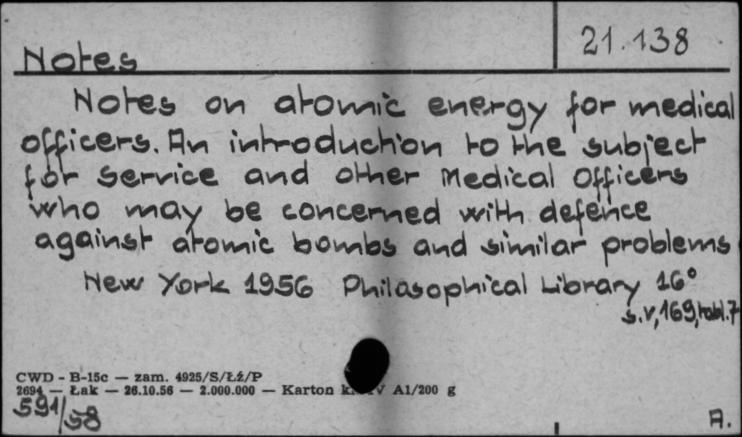 Notes
21.138
Notes on atomic energy for medical
officers. An introduction to the subject
for service and other Medical Officers
who may be concerned with defence
against atomic bombs and similar problems
New York 1956 Philasophical Library 16°
s. V, 169, tabl. 7
CWD - B-15c — zam. 4925/S/Łż/P
2694 — Łak — 26.10.56 — 2.000.000 — Karton kl. IV A1/200 g
591/58
A.